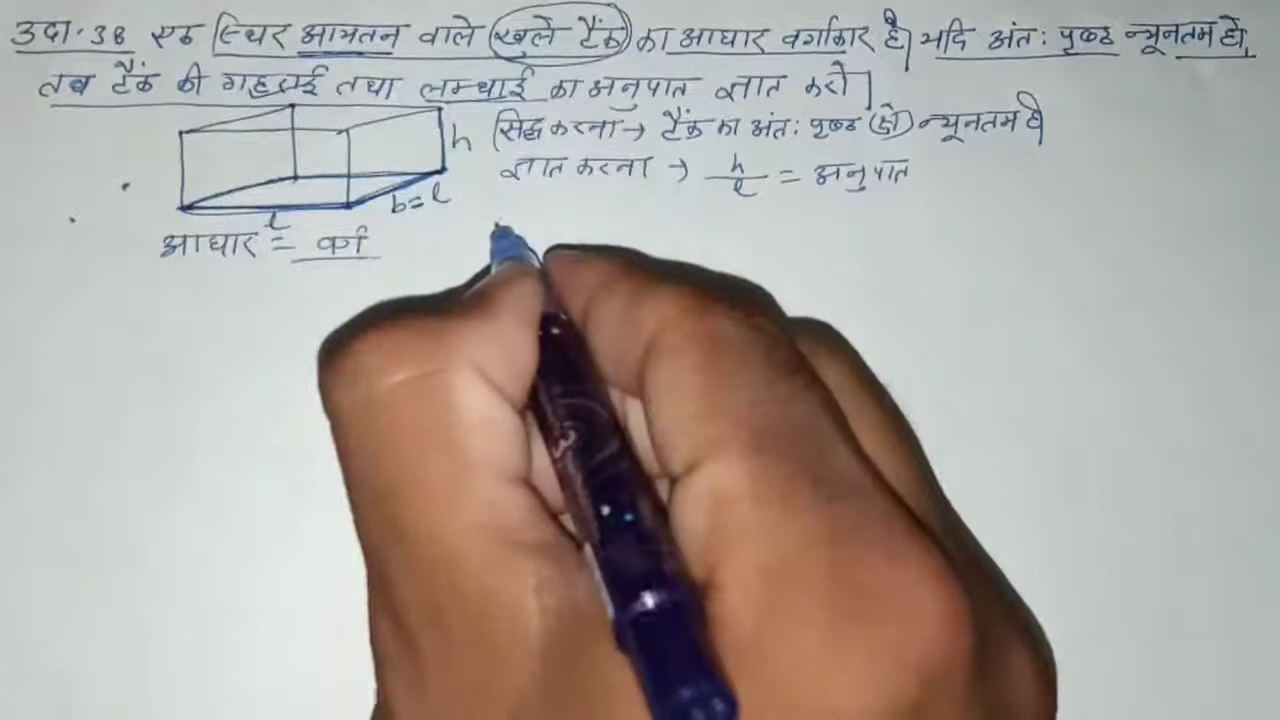 उदा. 38 एक स्थिर आयतन वाले खुले टैंक का आधार वर्गाकार है। यदि अंतः पृष्ठ न्यूनतम हो,
तब टैंक की गहराई तथा लम्बाई का अनुपात ज्ञात करो।
h
सिद्ध करना → टैंक का अंतः पृष्ठ (क्षे०) न्यूनतम है
ज्ञात करना → h/l = अनुपात
b=l
l
आधार = वर्ग